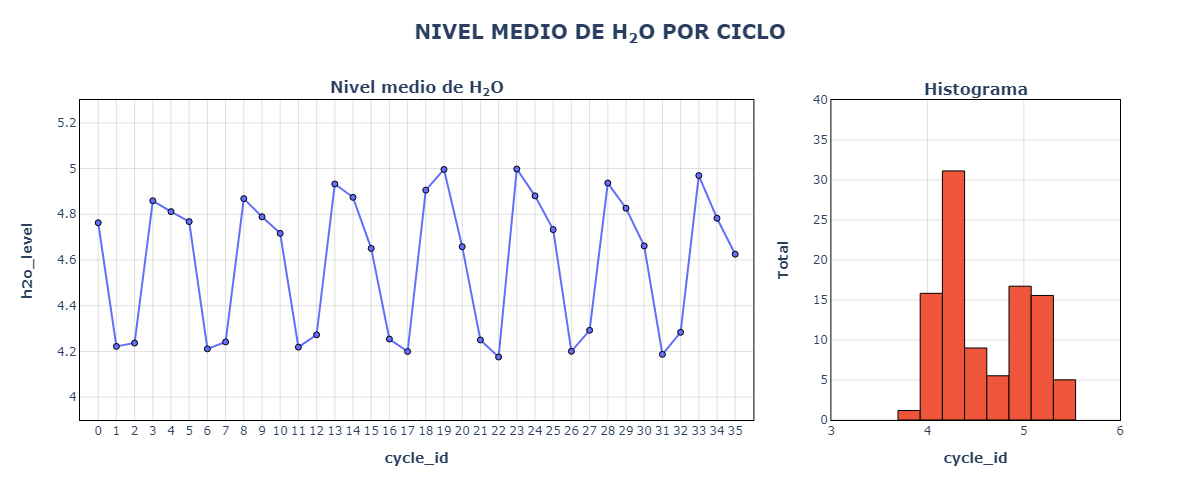 NIVEL MEDIO DE H₂O POR CICLO
Nivel medio de H₂O
5.2
5
4.8
4.6
4.4
4.2
4
h2o_level
0 1 2 3 4 5 6 7 8 9 10 11 12 13 14 15 16 17 18 19 20 21 22 23 24 25 26 27 28 29 30 31 32 33 34 35
cycle_id
Histograma
40
35
30
25
20
15
10
5
0
Total
3 4 5 6
cycle_id